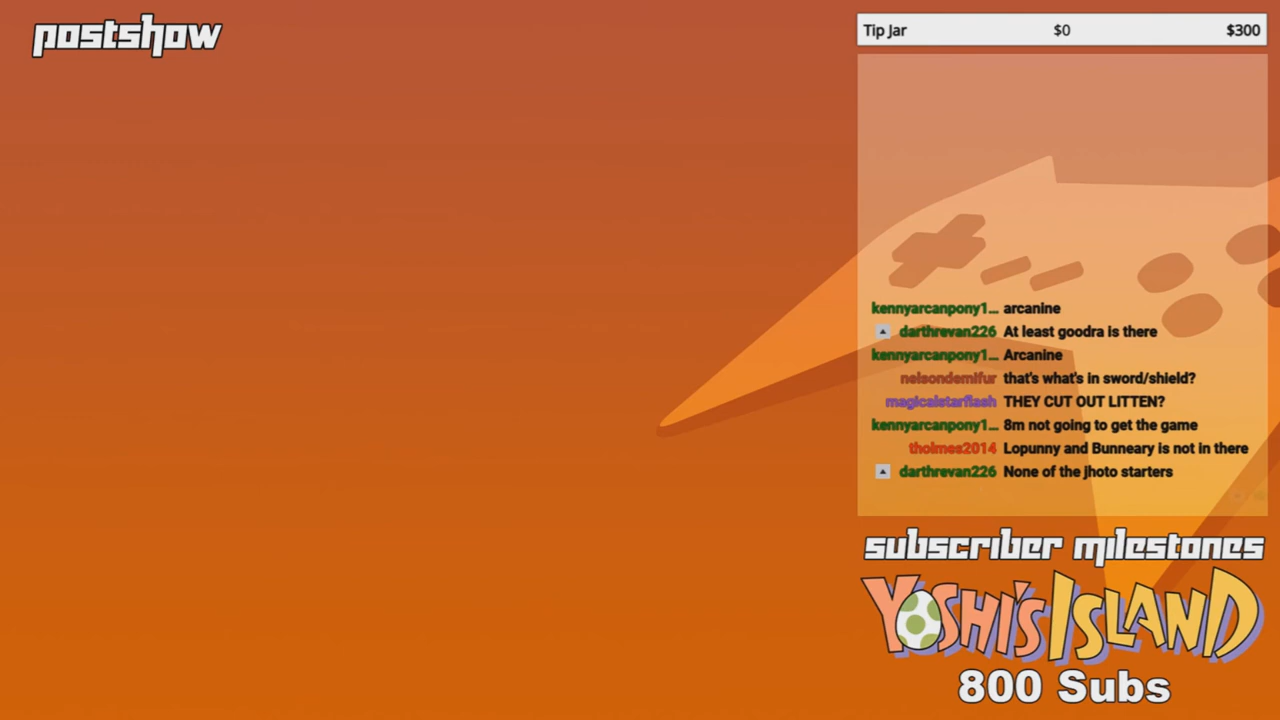 postshow
Tip Jar $0 $300
kennyarcanpony1... arcanine
darthrevan226 At least goodra is there
kennyarcanpony1... Arcanine
nelsondemifur that's what's in sword/shield?
magicalstarflash THEY CUT OUT LITTEN?
kennyarcanpony1... 8m not going to get the game
tholmes2014 Lopunny and Bunneary is not in there
darthrevan226 None of the jhoto starters
subscriber milestones
YOSHI'S ISLAND
800 Subs